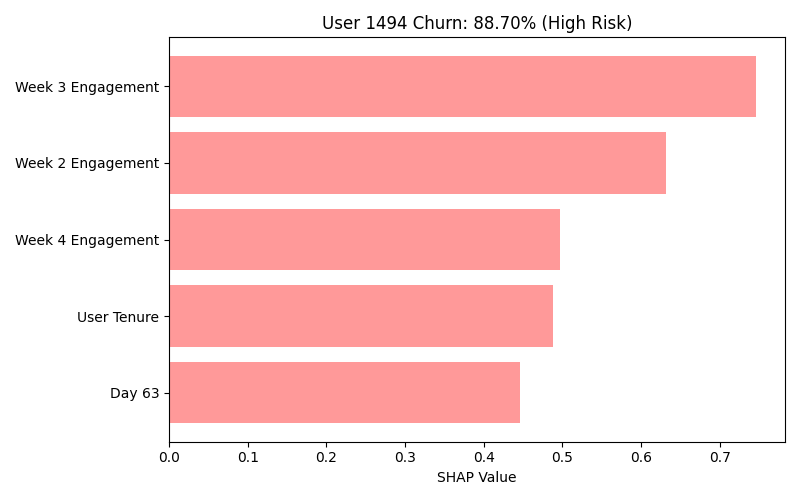 User 1494 Churn: 88.70% (High Risk)
Week 3 Engagement
Week 2 Engagement
Week 4 Engagement
User Tenure
Day 63
0.0 0.1 0.2 0.3 0.4 0.5 0.6 0.7
SHAP Value